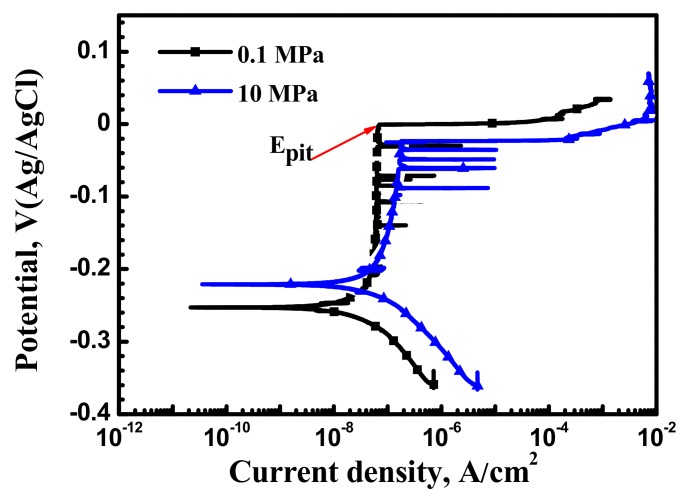 0.1
0
-0.1
-0.2
-0.3
-0.4
Potential, V(Ag/AgCl)
0.1 MPa
10 MPa
Epit
10-12 10-10 10-8 10-6 10-4 10-2
Current density, A/cm2